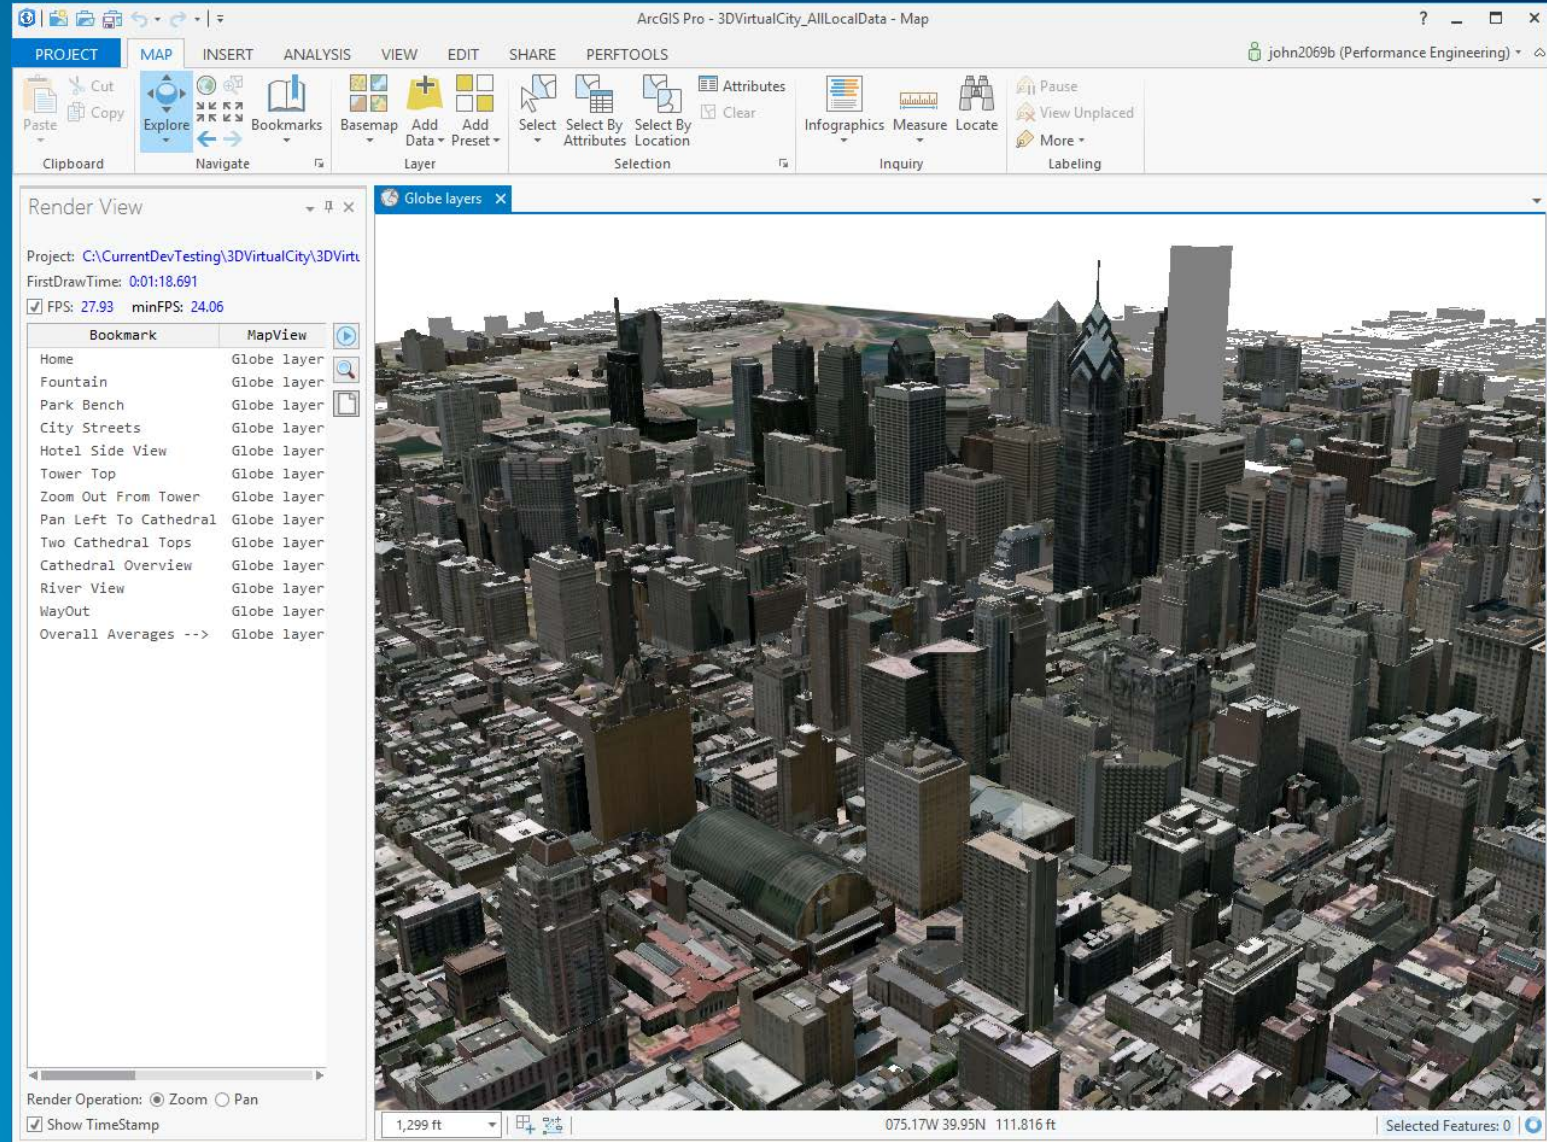 ArcGIS Pro - 3DVirtualCity_AllLocalData - Map
?
PROJECT MAP INSERT ANALYSIS VIEW EDIT SHARE PERFTOOLS
john2069b (Performance Engineering)
Paste
Cut
Copy
Clipboard
Explore
Bookmarks
Navigate
Basemap
Add Data
Add Preset
Layer
Select
Select By Attributes
Select By Location
Attributes
Clear
Selection
Infographics
Measure
Locate
Inquiry
Pause
View Unplaced
More
Labeling
Render View
Project: C:\CurrentDevTesting\3DVirtualCity\3DVirtu
FirstDrawTime: 0:01:18.691
FPS: 27.93 minFPS: 24.06
Bookmark MapView
Home Globe layer
Fountain Globe layer
Park Bench Globe layer
City Streets Globe layer
Hotel Side View Globe layer
Tower Top Globe layer
Zoom Out From Tower Globe layer
Pan Left To Cathedral Globe layer
Two Cathedral Tops Globe layer
Cathedral Overview Globe layer
River View Globe layer
WayOut Globe layer
Overall Averages --> Globe layer
Render Operation: Zoom Pan
Show TimeStamp
Globe layers
1,299 ft
075.17W 39.95N 111.816 ft
Selected Features: 0